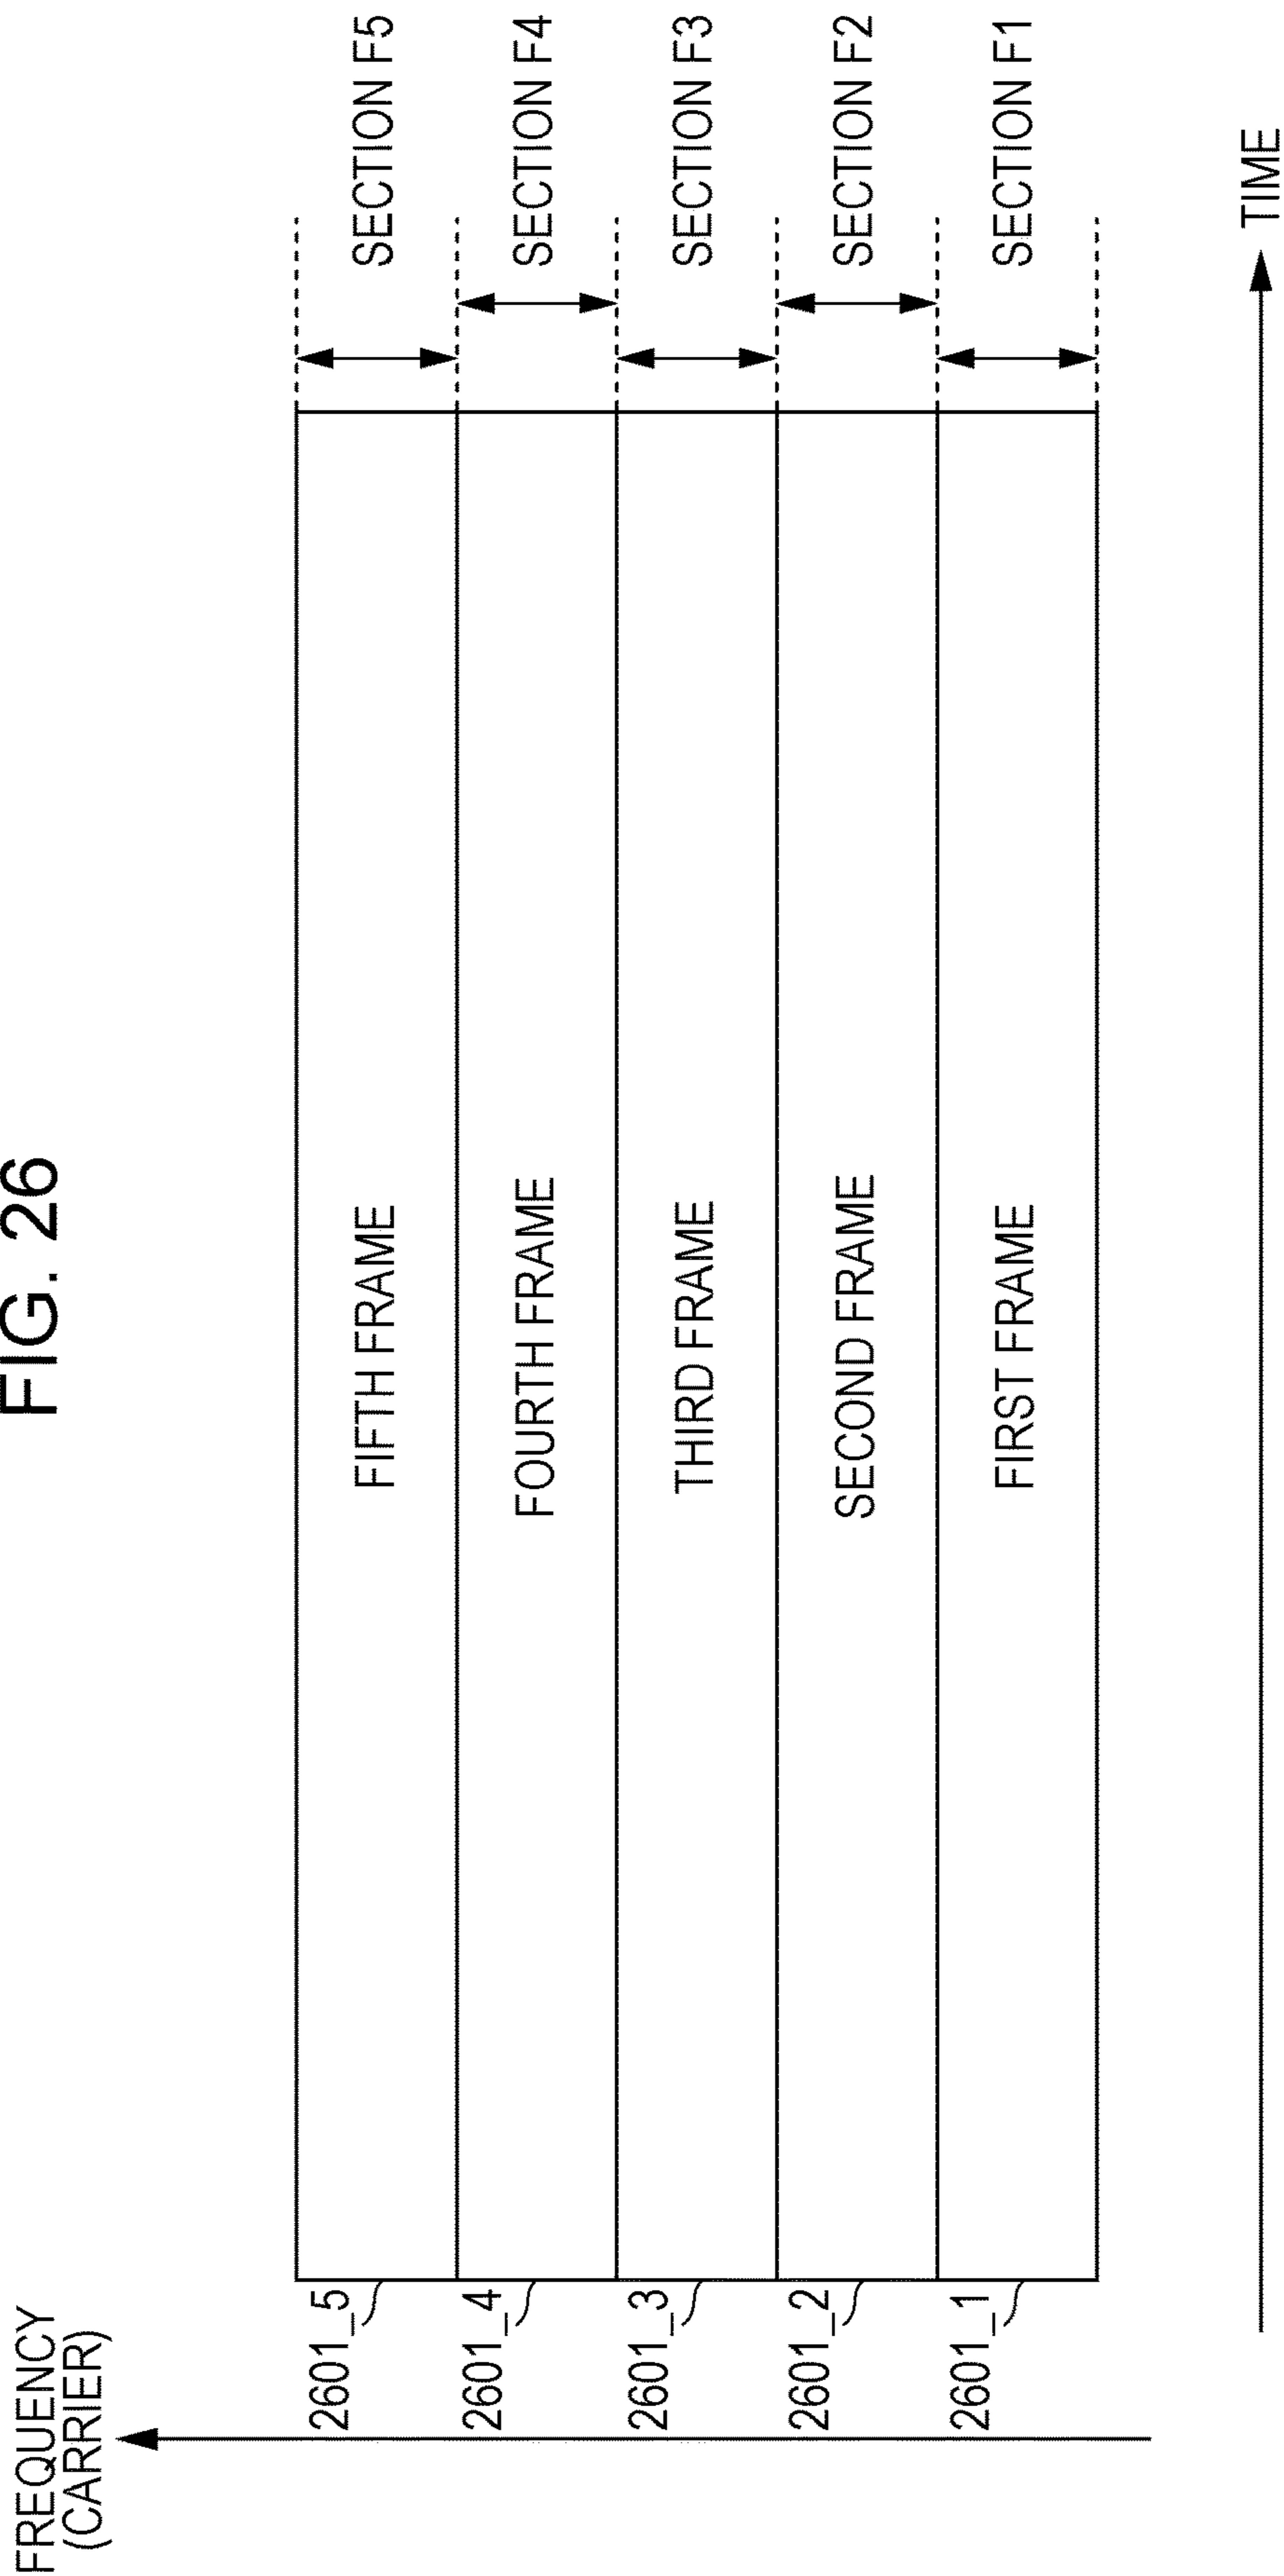 FIG. 26
FREQUENCY
(CARRIER)
2601_5
FIFTH FRAME
SECTION F5
2601_4
FOURTH FRAME
SECTION F4
2601_3
THIRD FRAME
SECTION F3
2601_2
SECOND FRAME
SECTION F2
2601_1
FIRST FRAME
SECTION F1
TIME